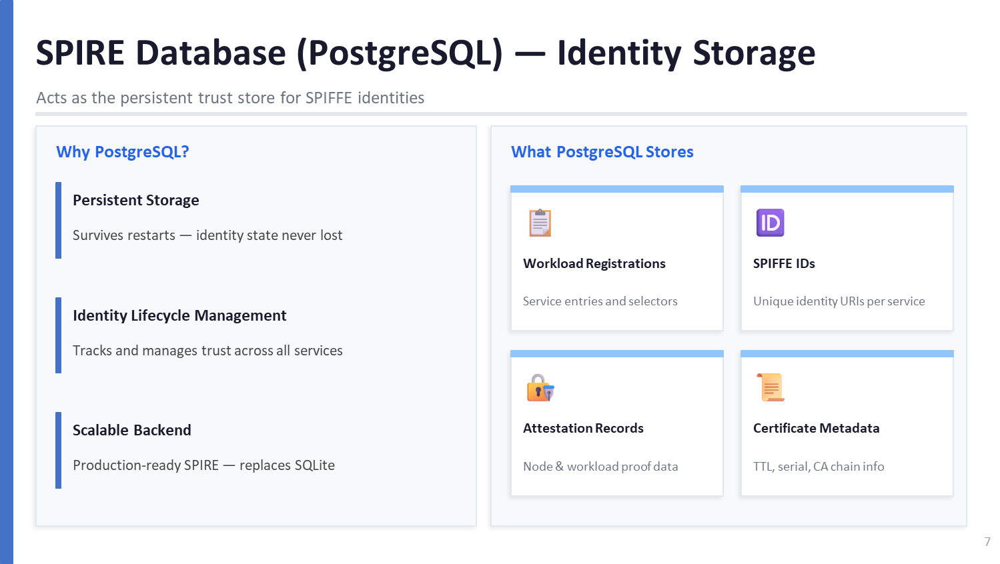 SPIRE Database (PostgreSQL) — Identity Storage
Acts as the persistent trust store for SPIFFE identities
Why PostgreSQL?
Persistent Storage
Survives restarts — identity state never lost
Identity Lifecycle Management
Tracks and manages trust across all services
Scalable Backend
Production-ready SPIRE — replaces SQLite
What PostgreSQL Stores
Workload Registrations
Service entries and selectors
ID
SPIFFE IDs
Unique identity URIs per service
Attestation Records
Node & workload proof data
Certificate Metadata
TTL, serial, CA chain info
7